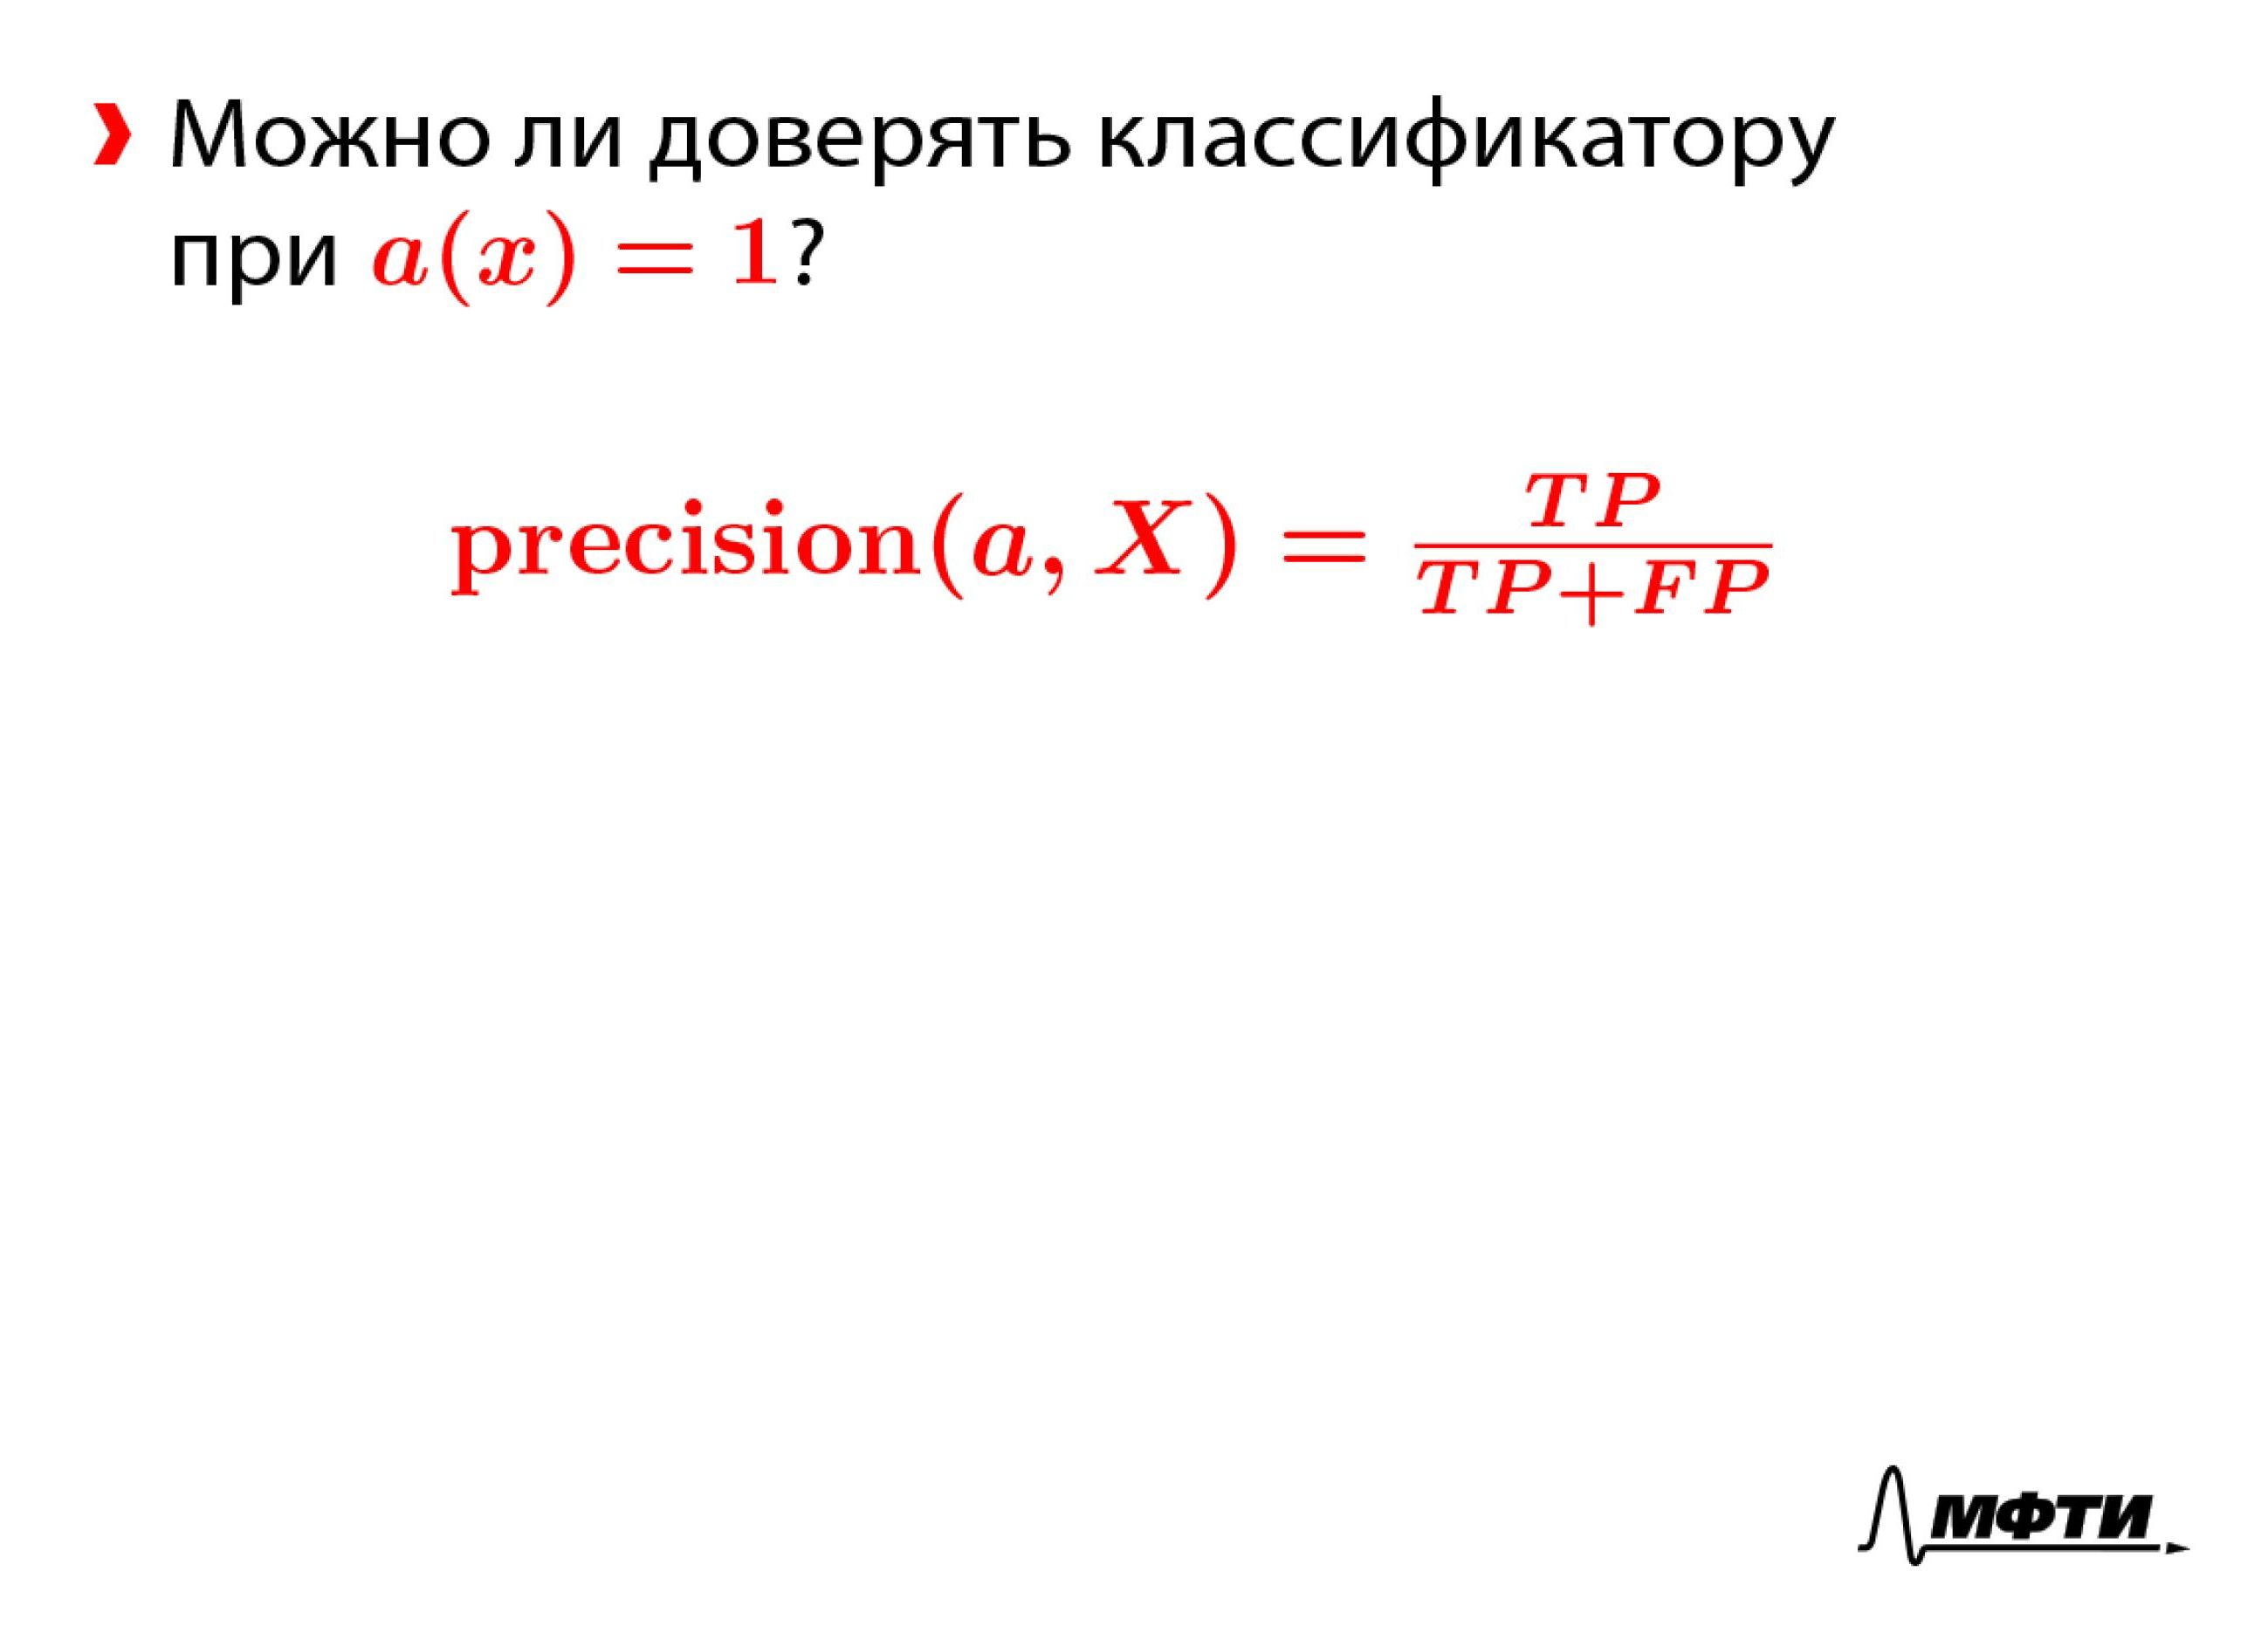 Можно ли доверять классификатору
при a(x) = 1?
precision(a, X) = TP / TP+FP
МФТИ